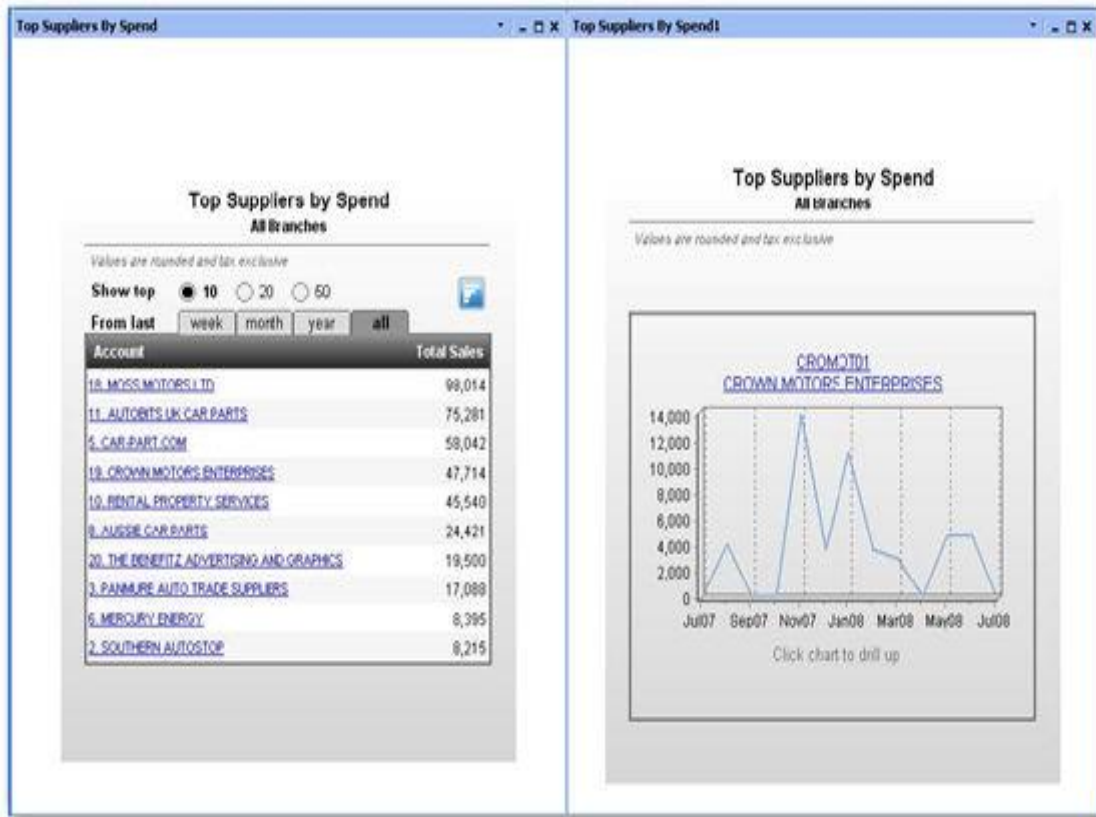 Top Suppliers By Spend
Top Suppliers by Spend
All Branches
Values are rounded and tax exclusive
Show top 10 20 50
From last week month year all
Account Total Sales
18. MOSS MOTORS LTD 98,014
11. AUTOBITS UK CAR PARTS 75,281
5. CAR-PART.COM 58,042
19. CROWN MOTORS ENTERPRISES 47,714
10. RENTAL PROPERTY SERVICES 45,540
8. AUSSIE CAR PARTS 24,421
20. THE BENEFITZ ADVERTISING AND GRAPHICS 19,500
3. PANMURE AUTO TRADE SUPPLIERS 17,088
6. MERCURY ENERGY 8,395
2. SOUTHERN AUTOSTOP 8,215
Top Suppliers By Spend1
Top Suppliers by Spend
All Branches
Values are rounded and tax exclusive
CROMOT01
CROWN MOTORS ENTERPRISES
14,000
12,000
10,000
8,000
6,000
4,000
2,000
0
Jul07 Sep07 Nov07 Jan08 Mar08 May08 Jul08
Click chart to drill up